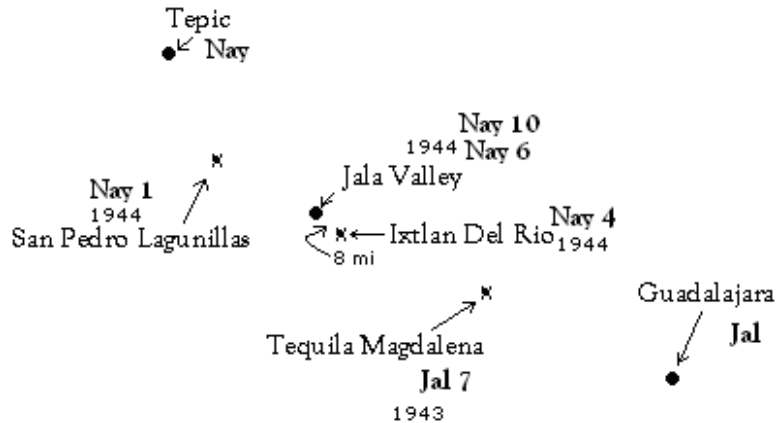 Tepic
Nay
Nay 10
1944 Nay 6
Jala Valley
Nay 1
1944
San Pedro Lagunillas
8 mi
Ixtlan Del Rio
Nay 4
1944
Guadalajara
Jal
Tequila Magdalena
Jal 7
1943